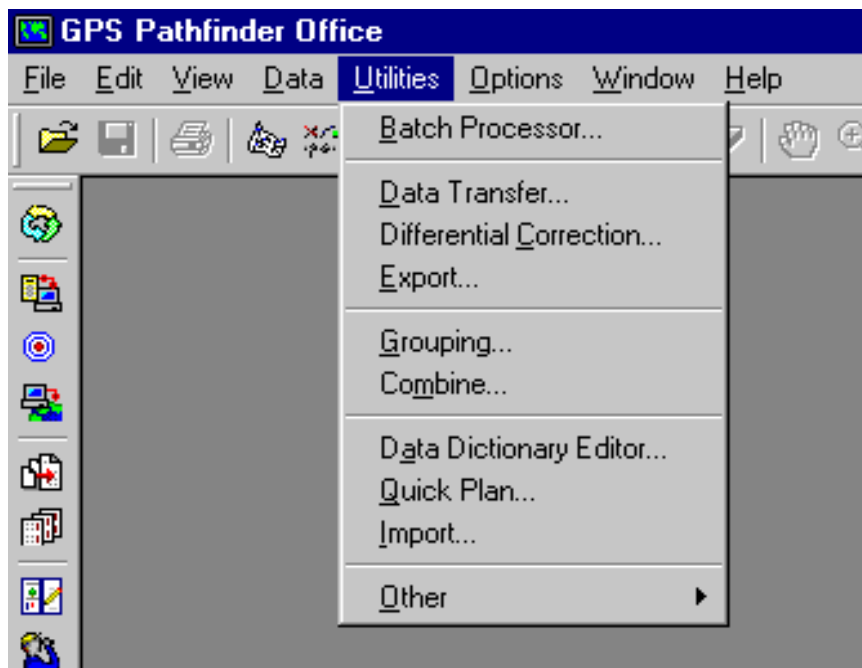 GPS Pathfinder Office
File Edit View Data Utilities Options Window Help
Batch Processor...
Data Transfer...
Differential Correction...
Export...
Grouping...
Combine...
Data Dictionary Editor...
Quick Plan...
Import...
Other